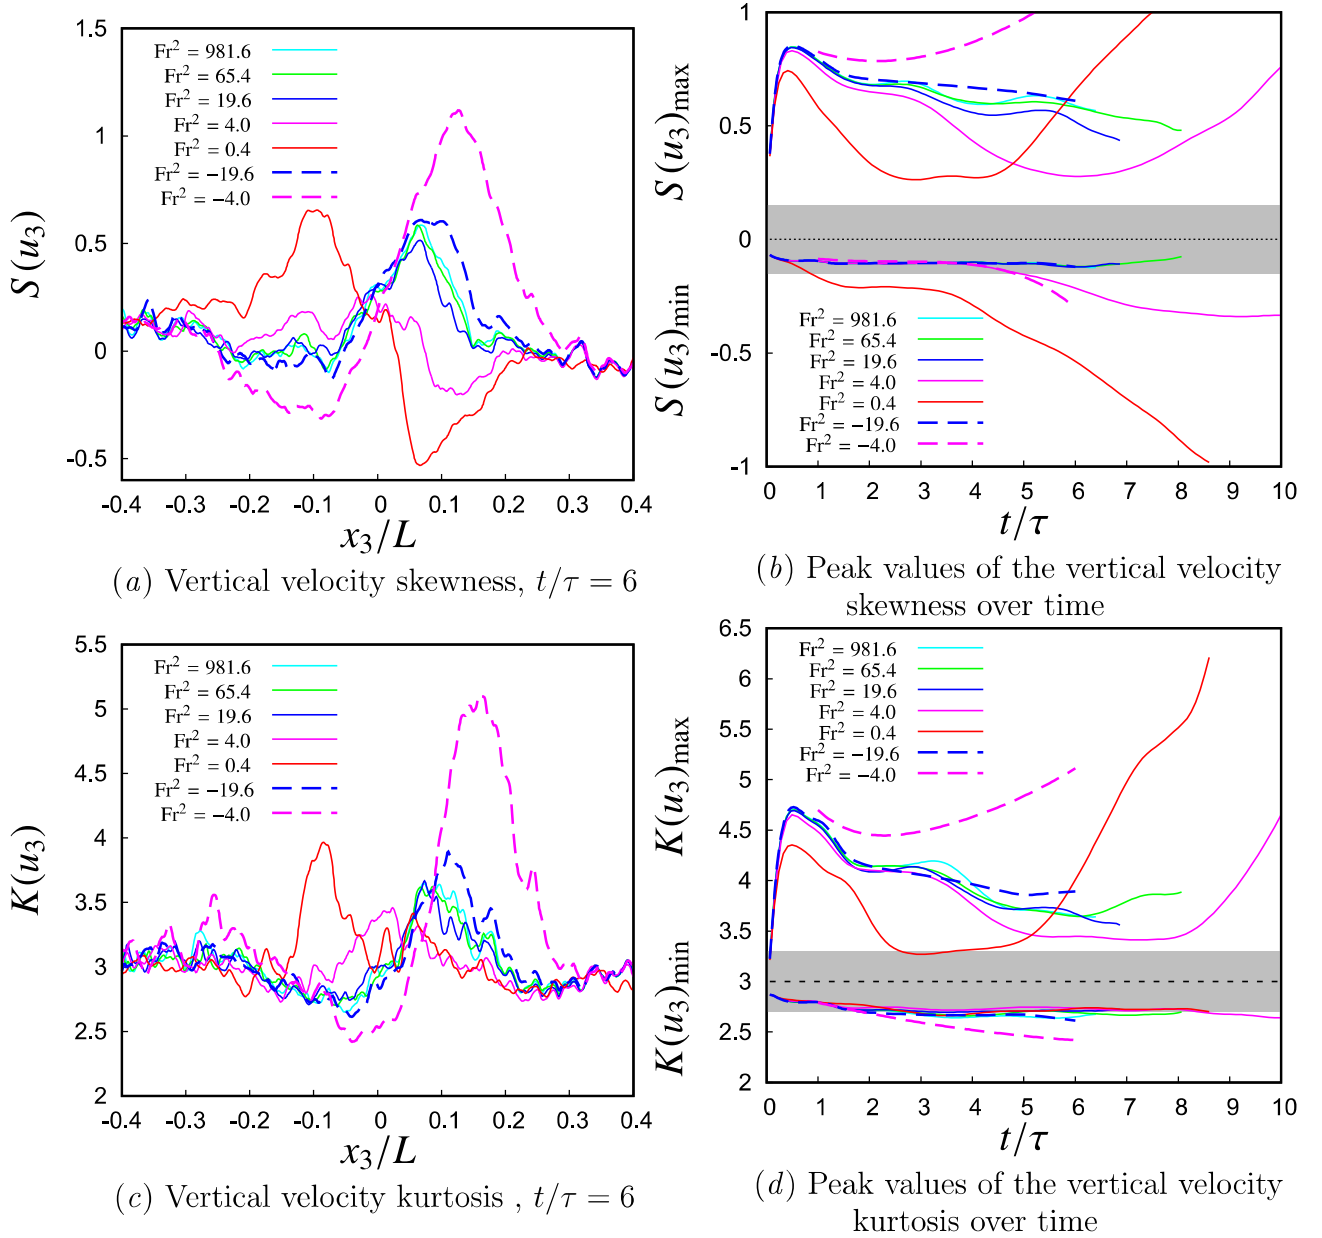 1.5
1
0.5
0
-0.5
S(u₃)
Fr² = 981.6
Fr² = 65.4
Fr² = 19.6
Fr² = 4.0
Fr² = 0.4
Fr² = −19.6
Fr² = −4.0
-0.4 -0.3 -0.2 -0.1 0 0.1 0.2 0.3 0.4
x₃/L
(a) Vertical velocity skewness, t/τ = 6
1
0.5
0
-0.5
-1
S(u₃)max
S(u₃)min
Fr² = 981.6
Fr² = 65.4
Fr² = 19.6
Fr² = 4.0
Fr² = 0.4
Fr² = −19.6
Fr² = −4.0
0 1 2 3 4 5 6 7 8 9 10
t/τ
(b) Peak values of the vertical velocity
skewness over time
5.5
5
4.5
4
3.5
3
2.5
2
K(u₃)
Fr² = 981.6
Fr² = 65.4
Fr² = 19.6
Fr² = 4.0
Fr² = 0.4
Fr² = −19.6
Fr² = −4.0
-0.4 -0.3 -0.2 -0.1 0 0.1 0.2 0.3 0.4
x₃/L
(c) Vertical velocity kurtosis , t/τ = 6
6.5
6
5.5
5
4.5
4
3.5
3
2.5
2
K(u₃)max
K(u₃)min
Fr² = 981.6
Fr² = 65.4
Fr² = 19.6
Fr² = 4.0
Fr² = 0.4
Fr² = −19.6
Fr² = −4.0
0 1 2 3 4 5 6 7 8 9 10
t/τ
(d) Peak values of the vertical velocity
kurtosis over time